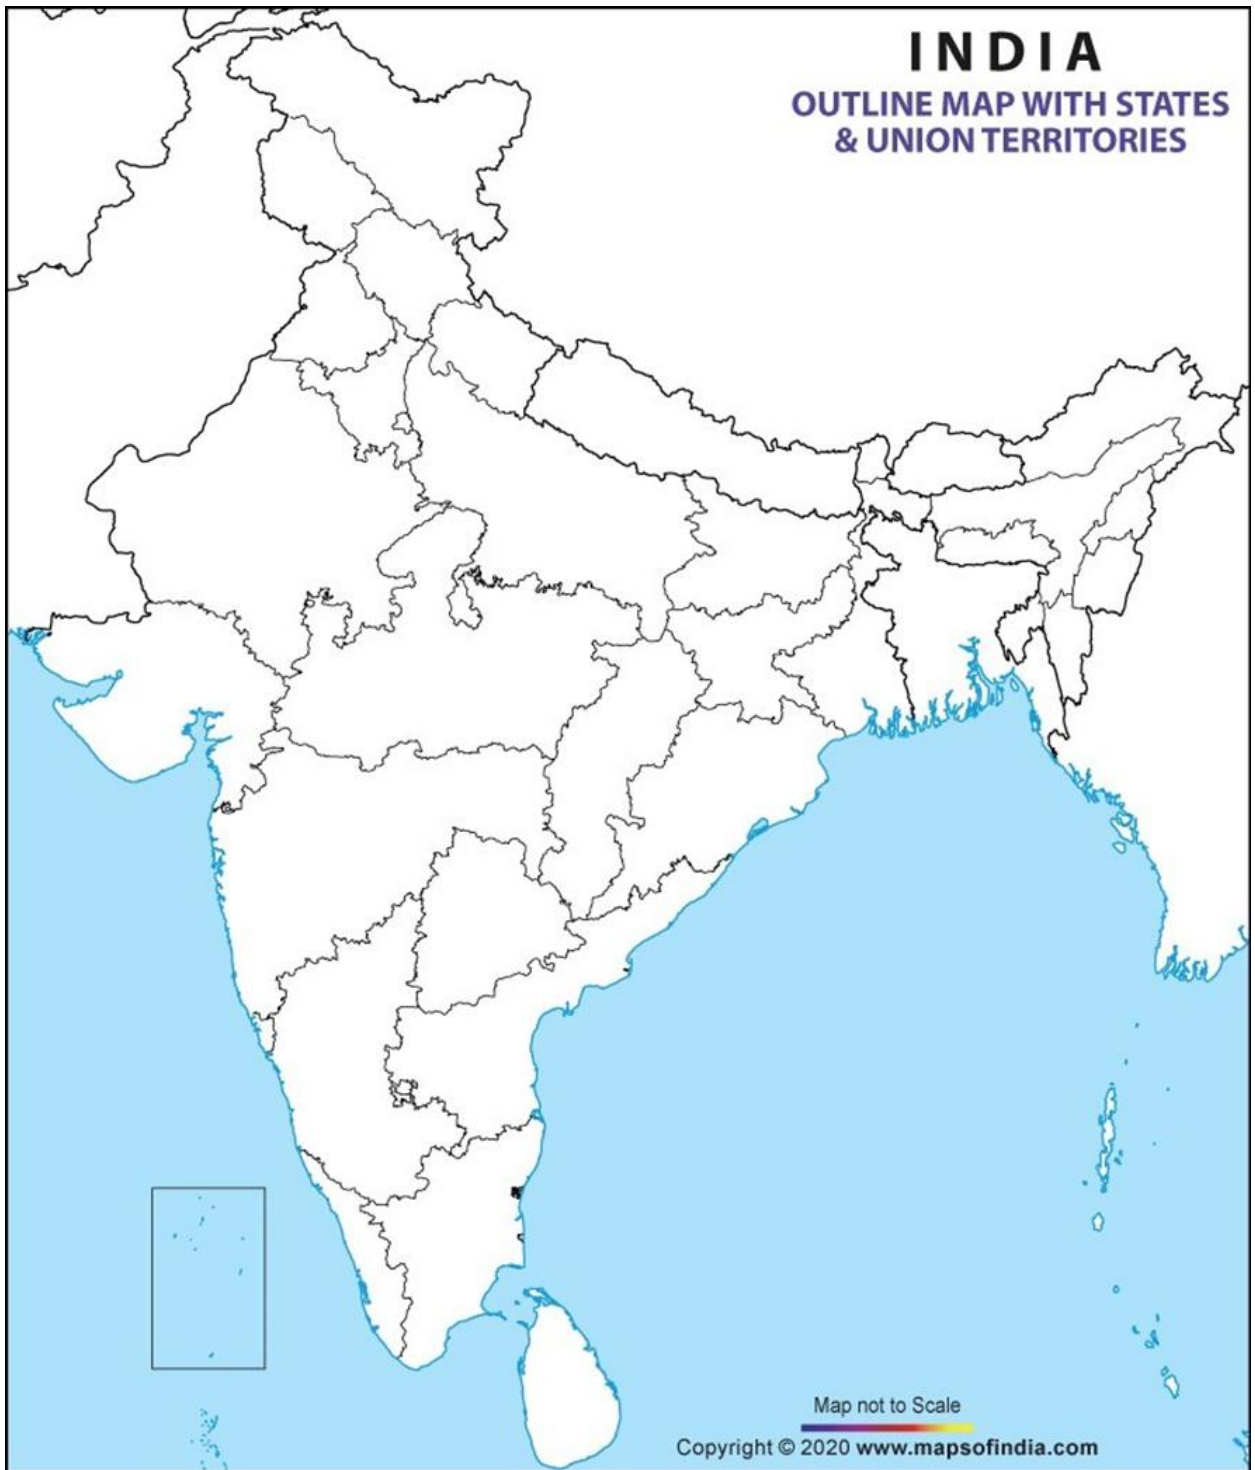 INDIA
OUTLINE MAP WITH STATES
& UNION TERRITORIES
Map not to Scale
Copyright © 2020 www.mapsofindia.com